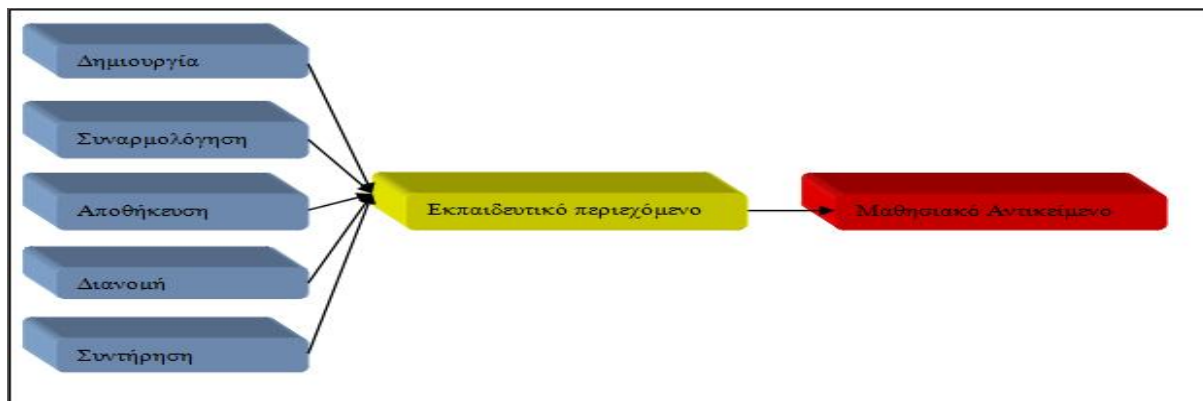 Δημιουργία
Συναρμολόγηση
Αποθήκευση
Διανομή
Συντήρηση
Εκπαιδευτικό περιεχόμενο
Μαθησιακό Αντικείμενο